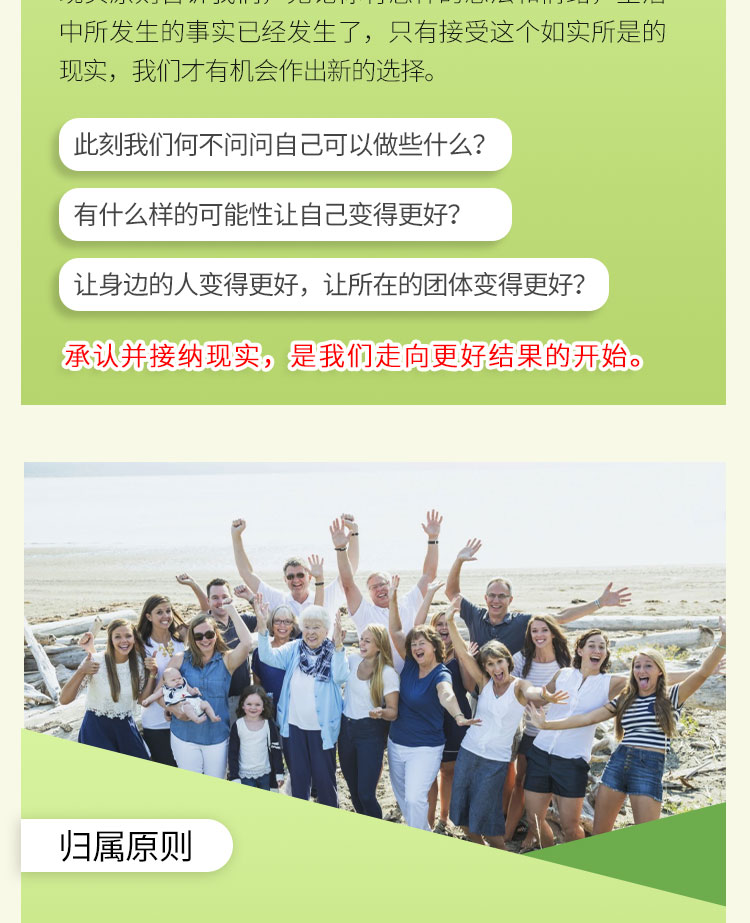 中所发生的事实已经发生了，只有接受这个如实所是的
现实，我们才有机会作出新的选择。
此刻我们何不问问自己可以做些什么？
有什么样的可能性让自己变得更好？
让身边的人变得更好，让所在的团体变得更好？
承认并接纳现实，是我们走向更好结果的开始。
归属原则